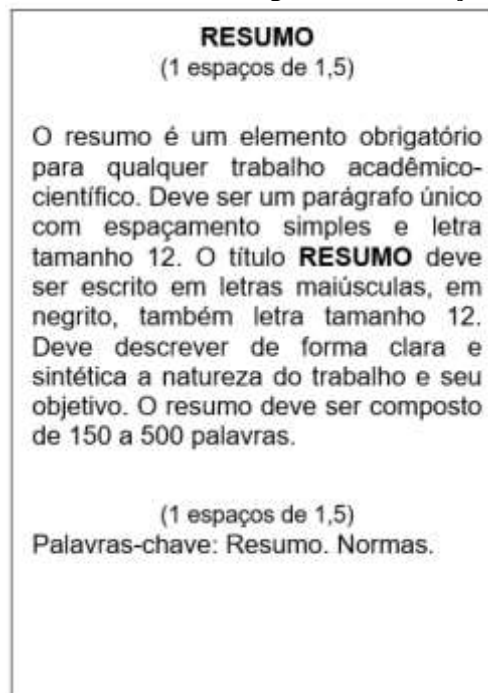 RESUMO
(1 espaços de 1,5)
O resumo é um elemento obrigatório
para qualquer trabalho acadêmico-
científico. Deve ser um parágrafo único
com espaçamento simples e letra
tamanho 12. O título RESUMO deve
ser escrito em letras maiúsculas, em
negrito, também letra tamanho 12.
Deve descrever de forma clara e
sintética a natureza do trabalho e seu
objetivo. O resumo deve ser composto
de 150 a 500 palavras.
(1 espaços de 1,5)
Palavras-chave: Resumo. Normas.